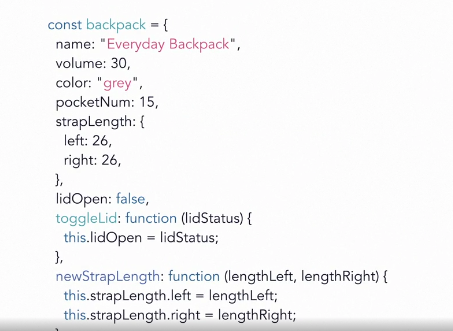 const backpack = {
name: "Everyday Backpack",
volume: 30,
color: "grey",
pocketNum: 15,
strapLength: {
left: 26,
right: 26,
},
lidOpen: false,
toggleLid: function (lidStatus) {
this.lidOpen = lidStatus;
},
newStrapLength: function (lengthLeft, lengthRight) {
this.strapLength.left = lengthLeft;
this.strapLength.right = lengthRight;